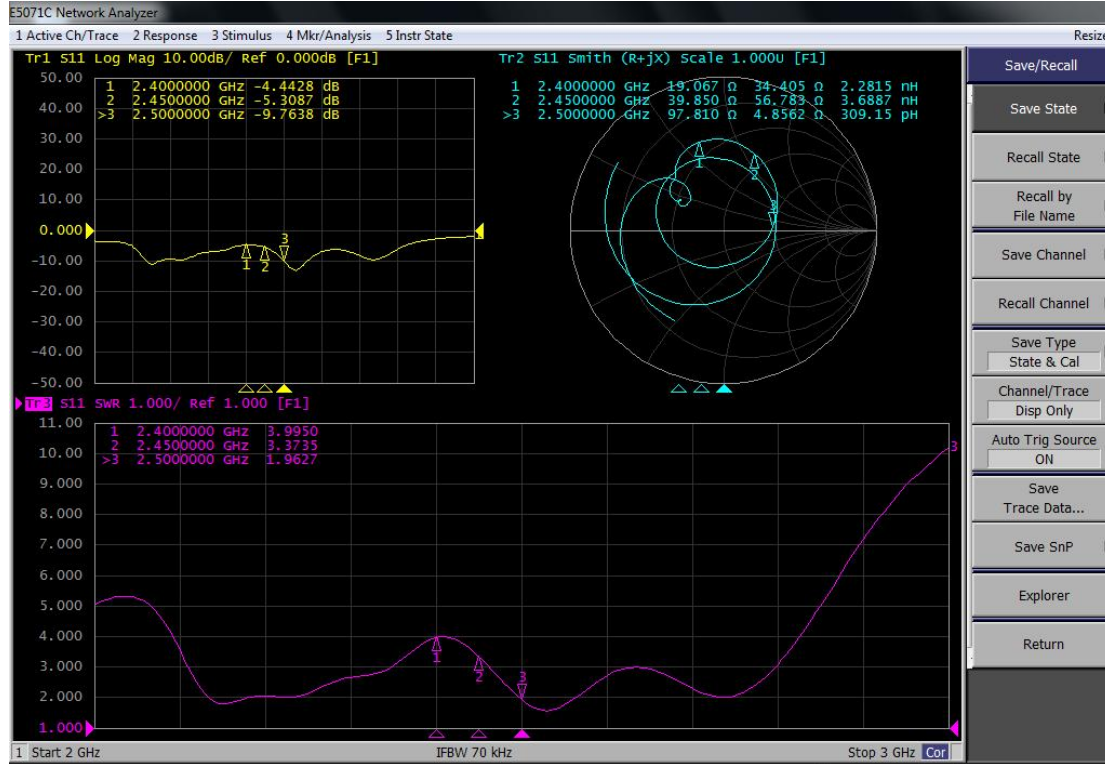 E5071C Network Analyzer
1 Active Ch/Trace 2 Response 3 Stimulus 4 Mkr/Analysis 5 Instr State
Resize
Tr1 S11 Log Mag 10.00dB/ Ref 0.000dB [F1]
50.00
1 2.4000000 GHz -4.4428 dB
2 2.4500000 GHz -5.3087 dB
>3 2.5000000 GHz -9.7638 dB
40.00
30.00
20.00
10.00
0.000
-10.00
-20.00
-30.00
-40.00
-50.00
1
2
3
Tr2 S11 Smith (R+jX) Scale 1.000U [F1]
1 2.4000000 GHz 19.067 Ω 34.405 Ω 2.2815 nH
2 2.4500000 GHz 39.850 Ω 56.783 Ω 3.6887 nH
>3 2.5000000 GHz 97.810 Ω 4.8562 Ω 309.15 pH
1
2
3
Tr3 S11 SWR 1.000/ Ref 1.000 [F1]
11.00
1 2.4000000 GHz 3.9950
2 2.4500000 GHz 3.3735
>3 2.5000000 GHz 1.9627
10.00
9.000
8.000
7.000
6.000
5.000
4.000
3.000
2.000
1.000
1
2
3
3
1 Start 2 GHz
IFBW 70 kHz
Stop 3 GHz Cor
Save/Recall
Save State
Recall State
Recall by
File Name
Save Channel
Recall Channel
Save Type
State & Cal
Channel/Trace
Disp Only
Auto Trig Source
ON
Save
Trace Data...
Save SnP
Explorer
Return